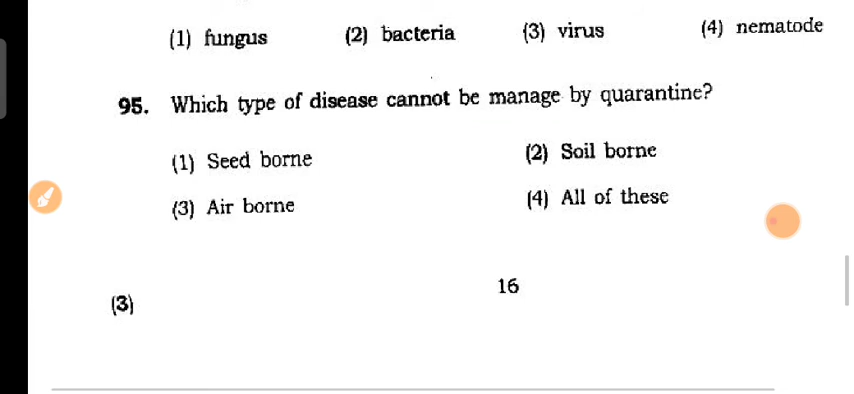 (1) fungus (2) bacteria (3) virus (4) nematode
95. Which type of disease cannot be manage by quarantine?
(1) Seed borne (2) Soil borne
(3) Air borne (4) All of these
(3) 16